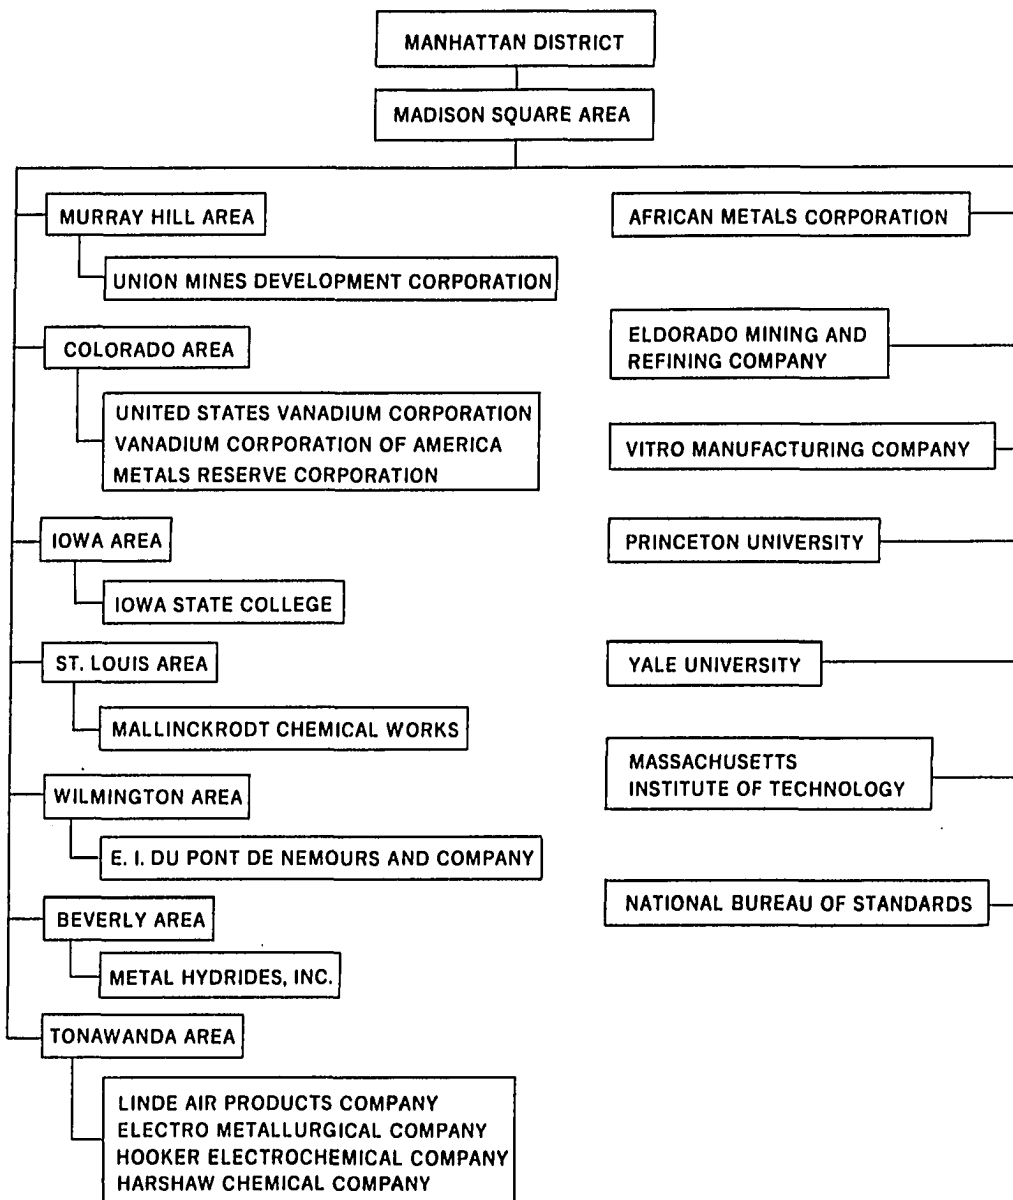 MANHATTAN DISTRICT
MADISON SQUARE AREA
MURRAY HILL AREA
UNION MINES DEVELOPMENT CORPORATION
COLORADO AREA
UNITED STATES VANADIUM CORPORATION
VANADIUM CORPORATION OF AMERICA
METALS RESERVE CORPORATION
IOWA AREA
IOWA STATE COLLEGE
ST. LOUIS AREA
MALLINCKRODT CHEMICAL WORKS
WILMINGTON AREA
E. I. DU PONT DE NEMOURS AND COMPANY
BEVERLY AREA
METAL HYDRIDES, INC.
TONAWANDA AREA
LINDE AIR PRODUCTS COMPANY
ELECTRO METALLURGICAL COMPANY
HOOKER ELECTROCHEMICAL COMPANY
HARSHAW CHEMICAL COMPANY
AFRICAN METALS CORPORATION
ELDORADO MINING AND
REFINING COMPANY
VITRO MANUFACTURING COMPANY
PRINCETON UNIVERSITY
YALE UNIVERSITY
MASSACHUSETTS
INSTITUTE OF TECHNOLOGY
NATIONAL BUREAU OF STANDARDS